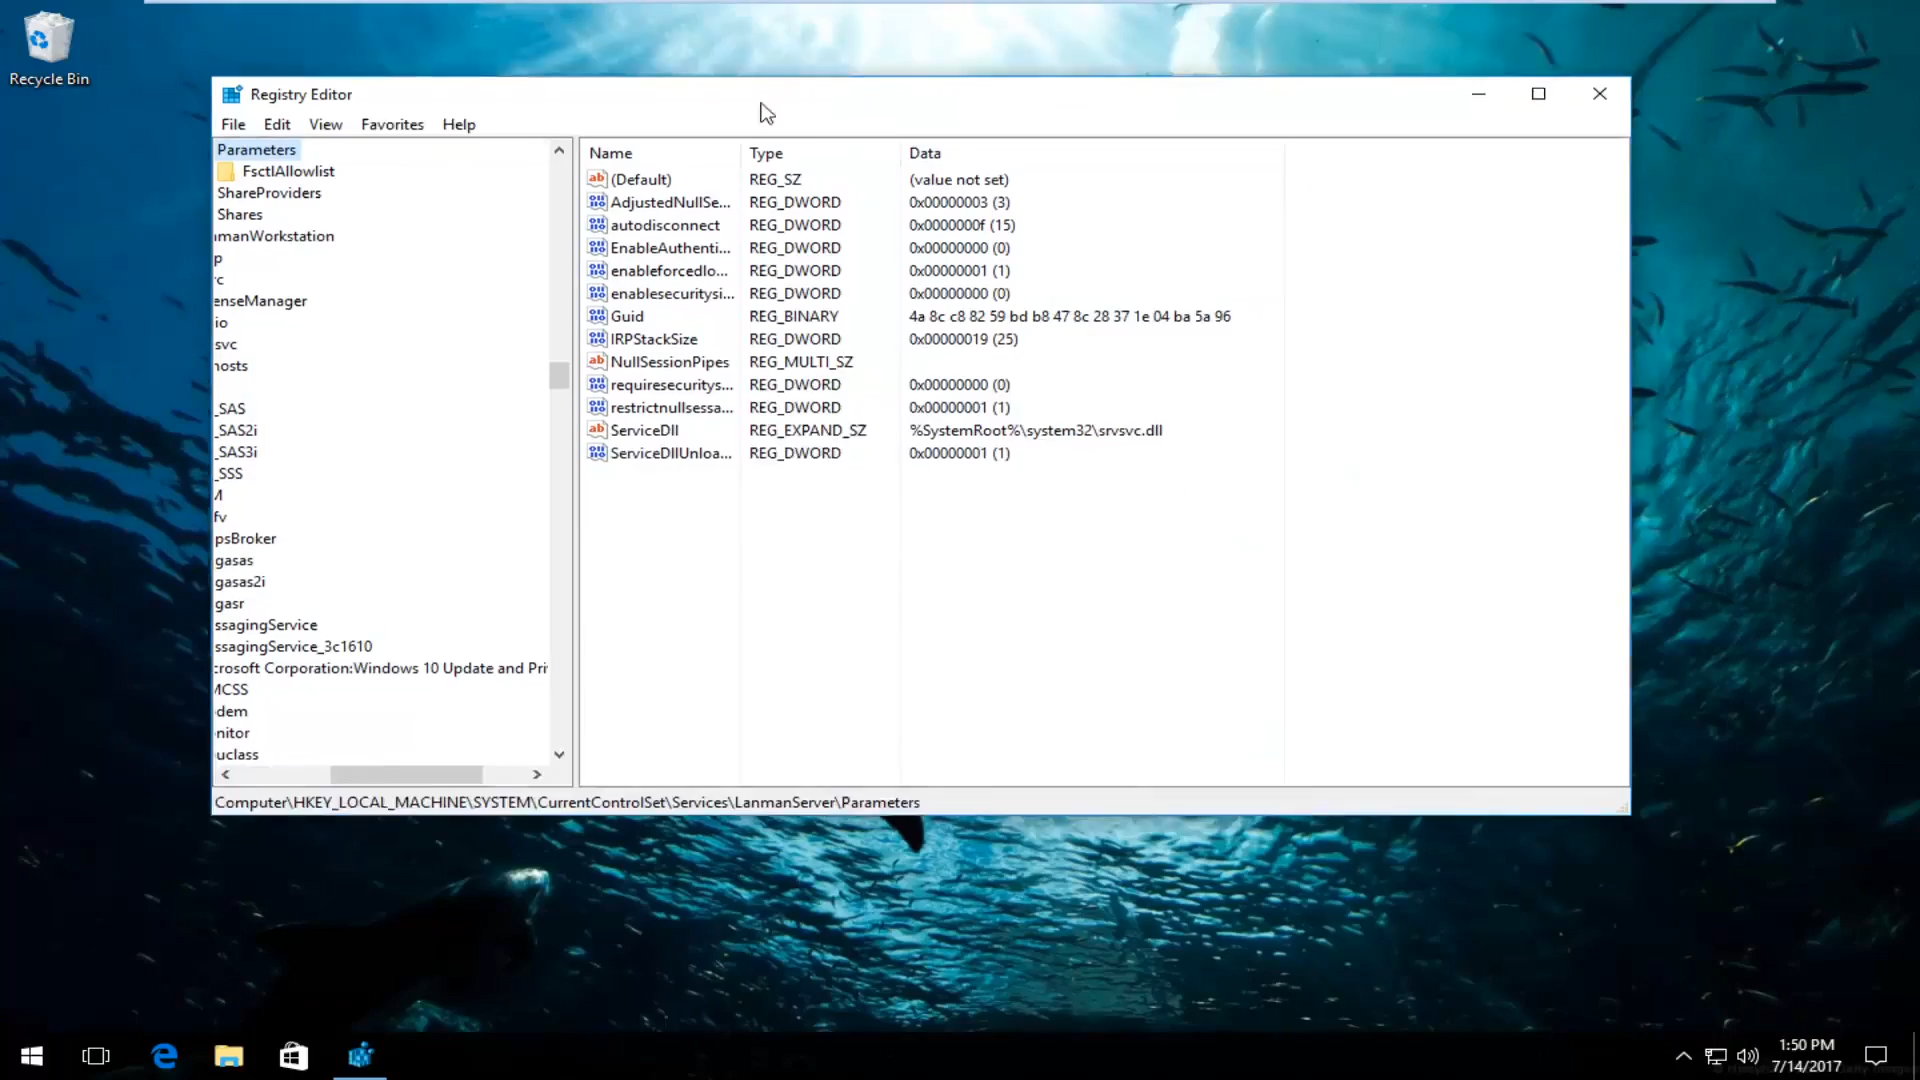 Recycle Bin
Registry Editor
File Edit View Favorites Help
Parameters
FsctlAllowlist
ShareProviders
Shares
nmanWorkstation
p
rc
enseManager
io
svc
hosts
_SAS
_SAS2i
_SAS3i
_SSS
M
fv
psBroker
gasas
gasas2i
gasr
ssagingService
ssagingService_3c1610
crosoft Corporation:Windows 10 Update and Pri
MCSS
dem
nitor
uclass
Name Type Data
(Default) REG_SZ (value not set)
AdjustedNullSe... REG_DWORD 0x00000003 (3)
autodisconnect REG_DWORD 0x0000000f (15)
EnableAuthenti... REG_DWORD 0x00000000 (0)
enableforcedlo... REG_DWORD 0x00000001 (1)
enablesecuritysi... REG_DWORD 0x00000000 (0)
Guid REG_BINARY 4a 8c c8 82 59 bd b8 47 8c 28 37 1e 04 ba 5a 96
IRPStackSize REG_DWORD 0x00000019 (25)
NullSessionPipes REG_MULTI_SZ
requiresecuritys... REG_DWORD 0x00000000 (0)
restrictnullsessa... REG_DWORD 0x00000001 (1)
ServiceDll REG_EXPAND_SZ %SystemRoot%\system32\srvsvc.dll
ServiceDllUnloa... REG_DWORD 0x00000001 (1)
Computer\HKEY_LOCAL_MACHINE\SYSTEM\CurrentControlSet\Services\LanmanServer\Parameters
1:50 PM
7/14/2017